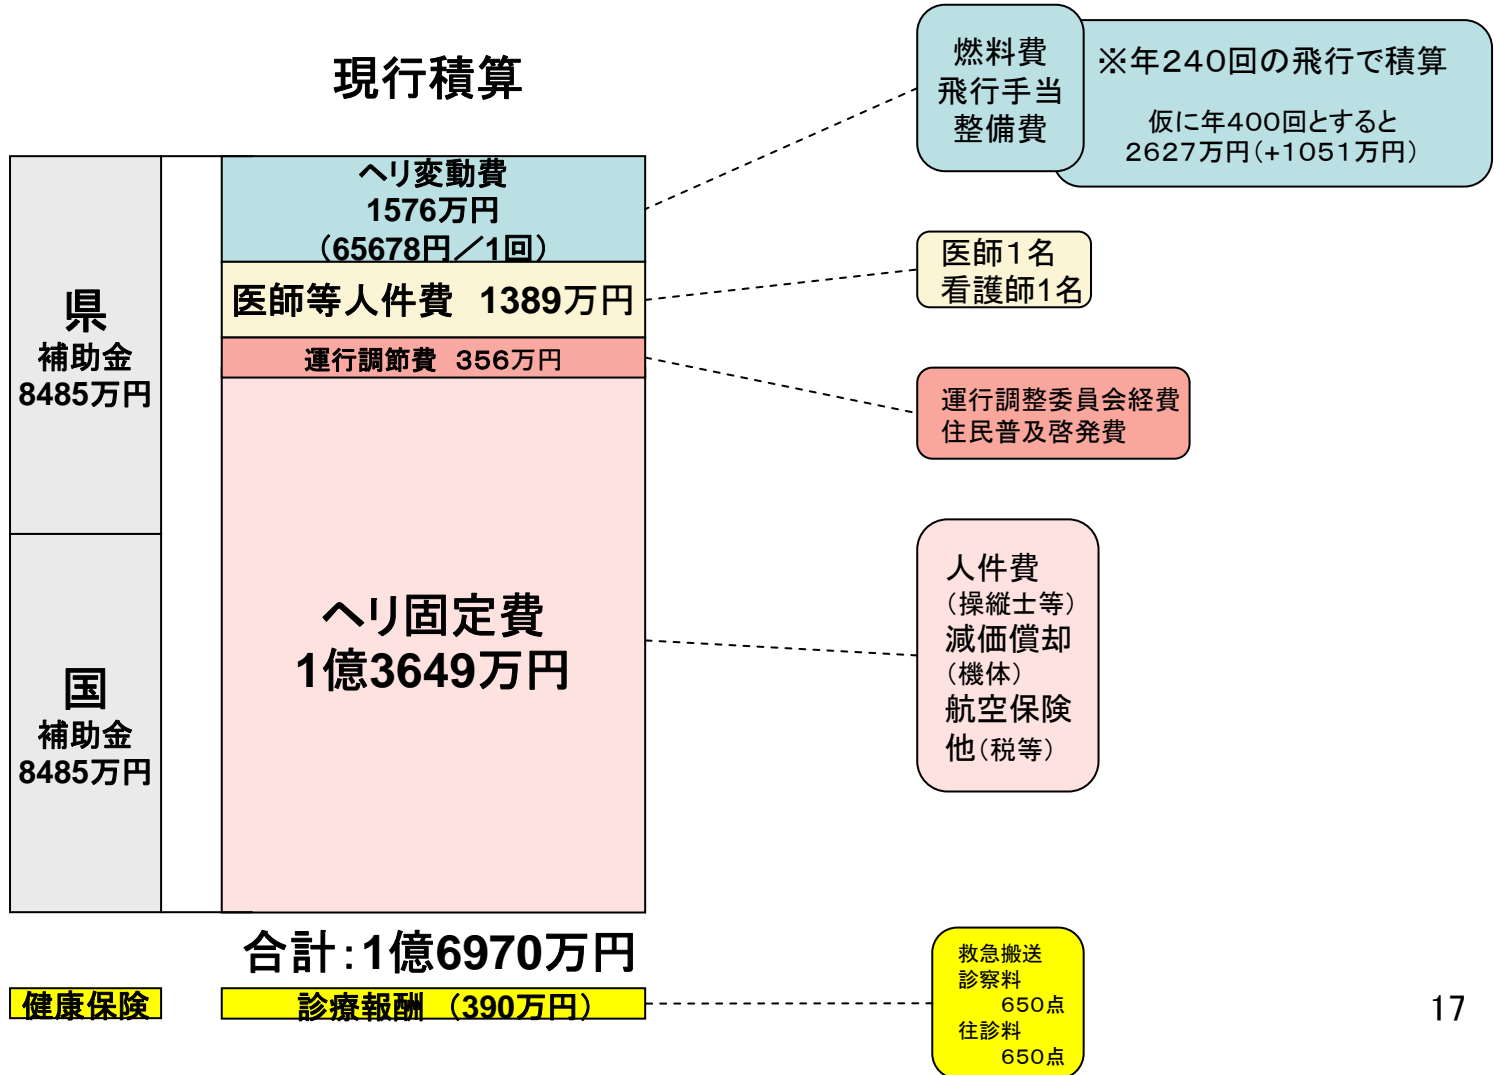 現行積算
県
補助金
8485万円
国
補助金
8485万円
ヘリ変動費
1576万円
（65678円／1回）
医師等人件費 1389万円
運行調節費 356万円
ヘリ固定費
1億3649万円
合計：1億6970万円
健康保険
診療報酬 （390万円）
燃料費
飛行手当
整備費
※年240回の飛行で積算
仮に年400回とすると
2627万円（+1051万円）
医師1名
看護師1名
運行調整委員会経費
住民普及啓発費
人件費
（操縦士等）
減価償却
（機体）
航空保険
他（税等）
救急搬送
診察料
650点
往診料
650点
17